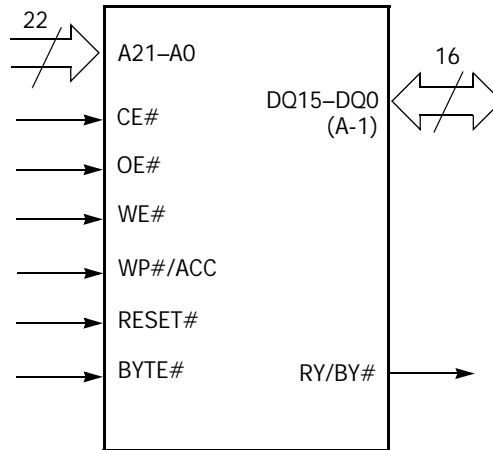 22
A21–A0
16
DQ15–DQ0
(A-1)
CE#
OE#
WE#
WP#/ACC
RESET#
BYTE#
RY/BY#